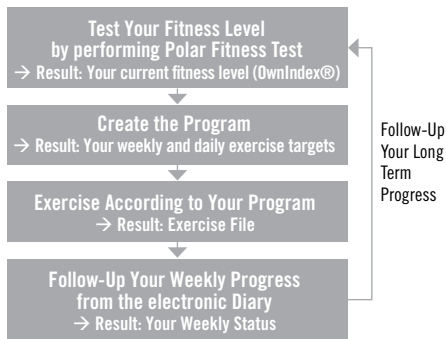 Test Your Fitness Level
by performing Polar Fitness Test
→ Result: Your current fitness level (OwnIndex®)
Create the Program
→ Result: Your weekly and daily exercise targets
Exercise According to Your Program
→ Result: Exercise File
Follow-Up Your Weekly Progress
from the electronic Diary
→ Result: Your Weekly Status
Follow-Up
Your Long
Term
Progress